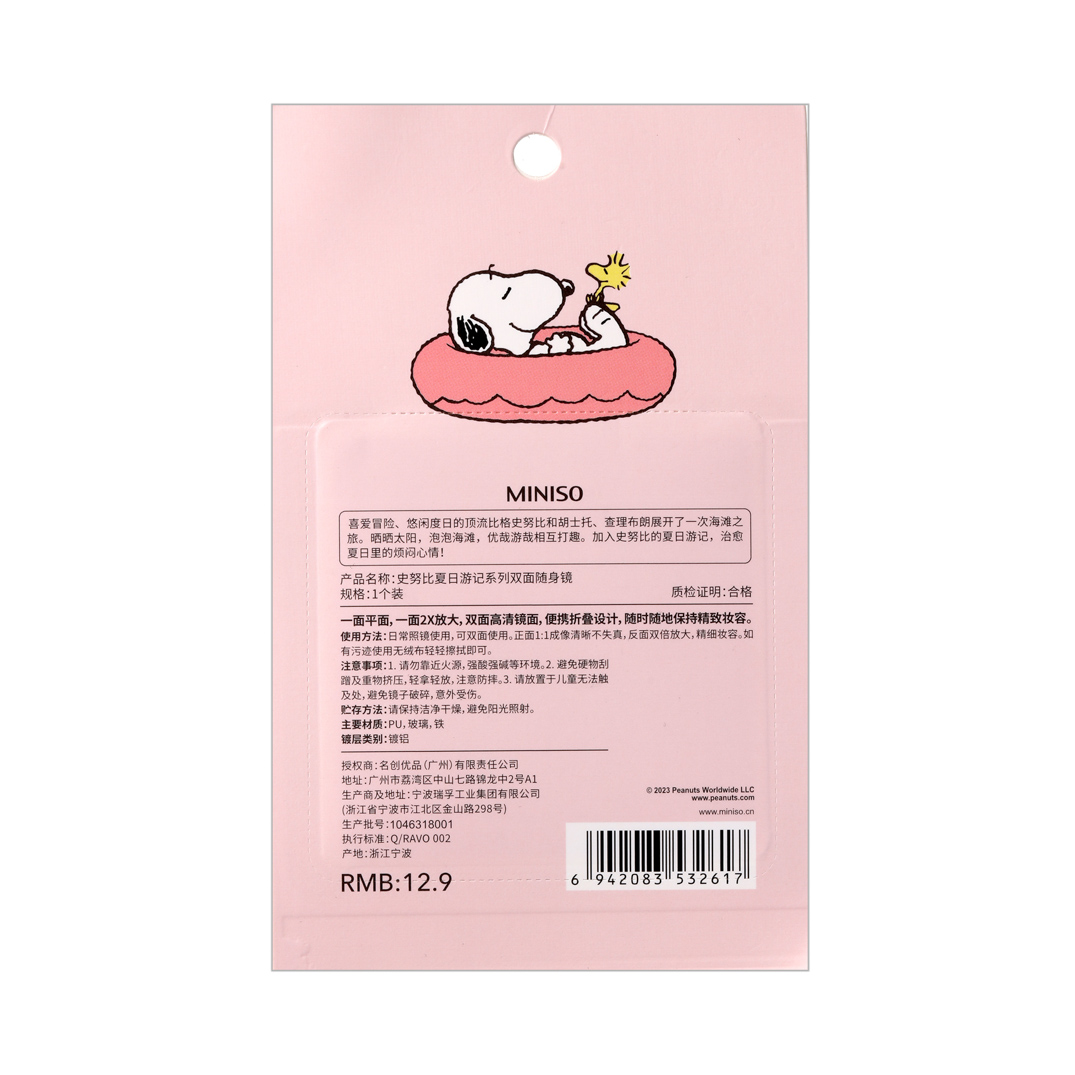 MINISO
喜爱冒险、悠闲度日的顶流比格史努比和胡士托、查理布朗展开了一次海滩之
旅。晒晒太阳，泡泡海滩，优哉游哉相互打趣。加入史努比的夏日游记，治愈
夏日里的烦闷心情！
产品名称：史努比夏日游记系列双面随身镜
规格：1个装 质检证明：合格
一面平面，一面2X放大，双面高清镜面，便携折叠设计，随时随地保持精致妆容。
使用方法：日常照镜使用，可双面使用。正面1:1成像清晰不失真，反面双倍放大，精细妆容。如
有污迹使用无绒布轻轻擦拭即可。
注意事项：1. 请勿靠近火源，强酸强碱等环境。2. 避免硬物刮
蹭及重物挤压，轻拿轻放，注意防摔。3. 请放置于儿童无法触
及处，避免镜子破碎，意外受伤。
贮存方法：请保持洁净干燥，避免阳光照射。
主要材质：PU，玻璃，铁
镀层类别：镀铝
授权商：名创优品（广州）有限责任公司
地址：广州市荔湾区中山七路锦龙中2号A1
生产商及地址：宁波瑞孚工业集团有限公司
(浙江省宁波市江北区金山路298号)
生产批号：1046318001
执行标准：Q/RAVO 002
产地：浙江宁波
RMB:12.9
© 2023 Peanuts Worldwide LLC
www.peanuts.com
www.miniso.cn
6 942083 532617